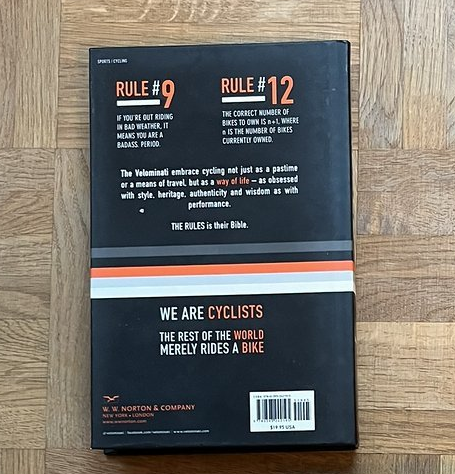 SPORTS / CYCLING
RULE #9
IF YOU'RE OUT RIDING
IN BAD WEATHER, IT
MEANS YOU ARE A
BADASS. PERIOD.
RULE #12
THE CORRECT NUMBER OF
BIKES TO OWN IS n+1, WHERE
n IS THE NUMBER OF BIKES
CURRENTLY OWNED.
The Velominati embrace cycling not just as a pastime
or a means of travel, but as a way of life – as obsessed
with style, heritage, authenticity and wisdom as with
performance.
THE RULES is their Bible.
WE ARE CYCLISTS
THE REST OF THE WORLD
MERELY RIDES A BIKE
W. W. NORTON & COMPANY
NEW YORK • LONDON
www.wwnorton.com
$19.95 USA